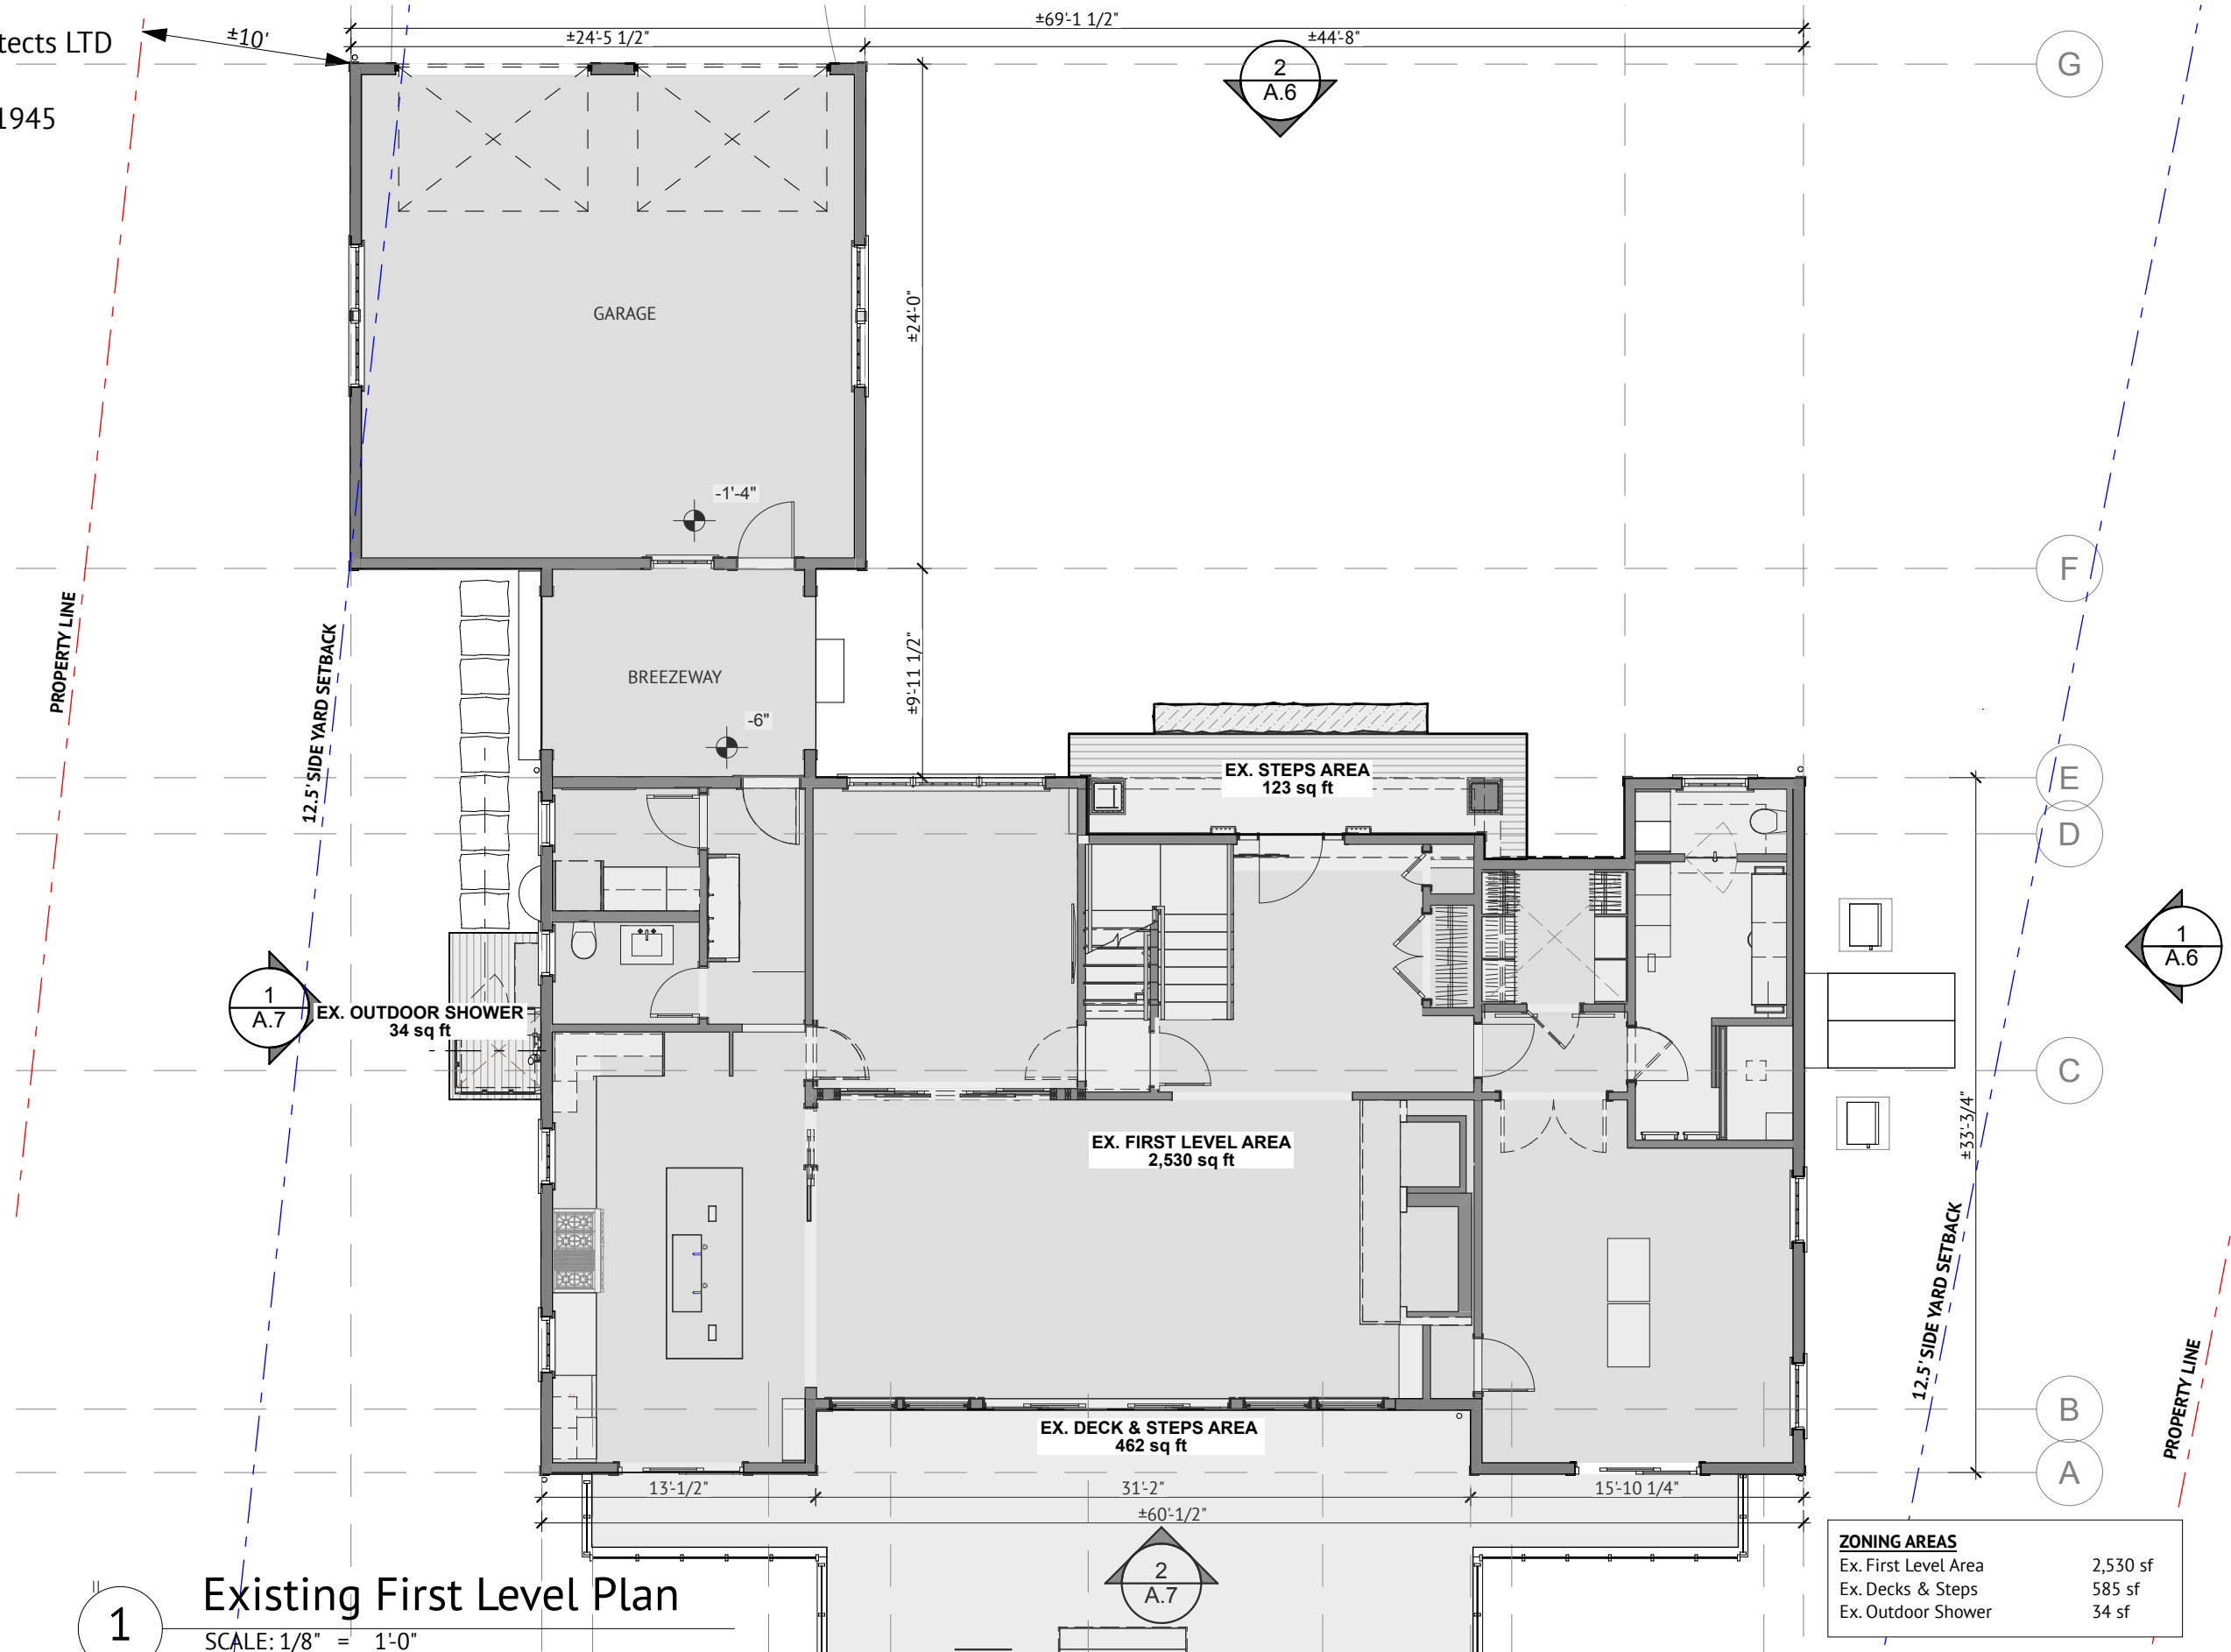 tects LTD
1945
±10'
±69'-1 1/2"
±24'-5 1/2"
±44'-8"
2
A.6
G
GARAGE
±24'-0"
-1'-4"
F
PROPERTY LINE
12.5' SIDE YARD SETBACK
BREEZEWAY
±9'-11 1/2"
-6"
EX. STEPS AREA
123 sq ft
E
D
1
A.6
1
A.7
EX. OUTDOOR SHOWER
34 sq ft
C
±33'-3/4"
EX. FIRST LEVEL AREA
2,530 sq ft
12.5' SIDE YARD SETBACK
PROPERTY LINE
B
EX. DECK & STEPS AREA
462 sq ft
A
13'-1/2"
31'-2"
15'-10 1/4"
±60'-1/2"
2
A.7
ZONING AREAS
Ex. First Level Area 2,530 sf
Ex. Decks & Steps 585 sf
Ex. Outdoor Shower 34 sf
1
Existing First Level Plan
SCALE: 1/8" = 1'-0"